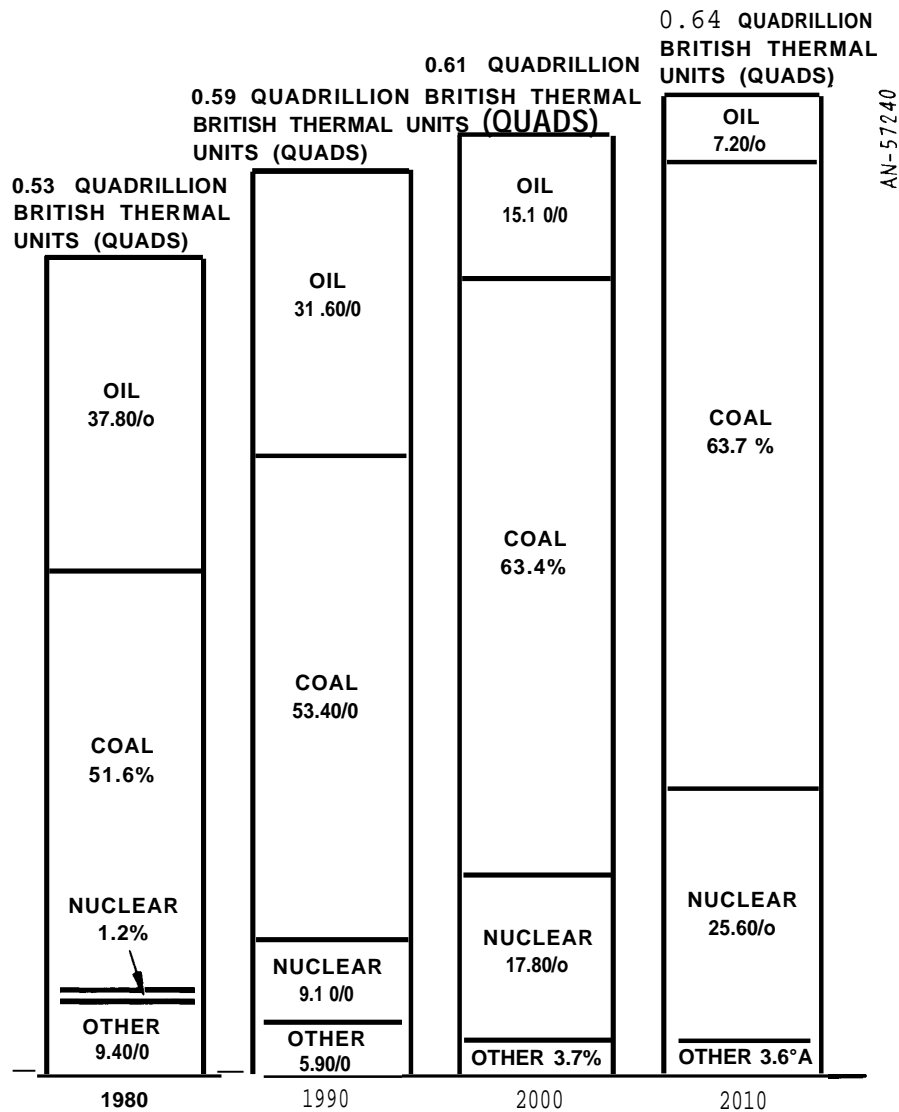 0.53 QUADRILLION
BRITISH THERMAL
UNITS (QUADS)
OIL
37.80/o
COAL
51.6%
NUCLEAR
1.2%
OTHER
9.40/0
1980
0.59 QUADRILLION
BRITISH THERMAL
UNITS (QUADS)
OIL
31 .60/0
COAL
53.40/0
NUCLEAR
9.1 0/0
OTHER
5.90/0
1990
0.61 QUADRILLION
BRITISH THERMAL
UNITS (QUADS)
OIL
15.1 0/0
COAL
63.4%
NUCLEAR
17.80/o
OTHER 3.7%
2000
0.64 QUADRILLION
BRITISH THERMAL
UNITS (QUADS)
OIL
7.20/o
COAL
63.7 %
NUCLEAR
25.60/o
OTHER 3.6°A
2010
AN-57240